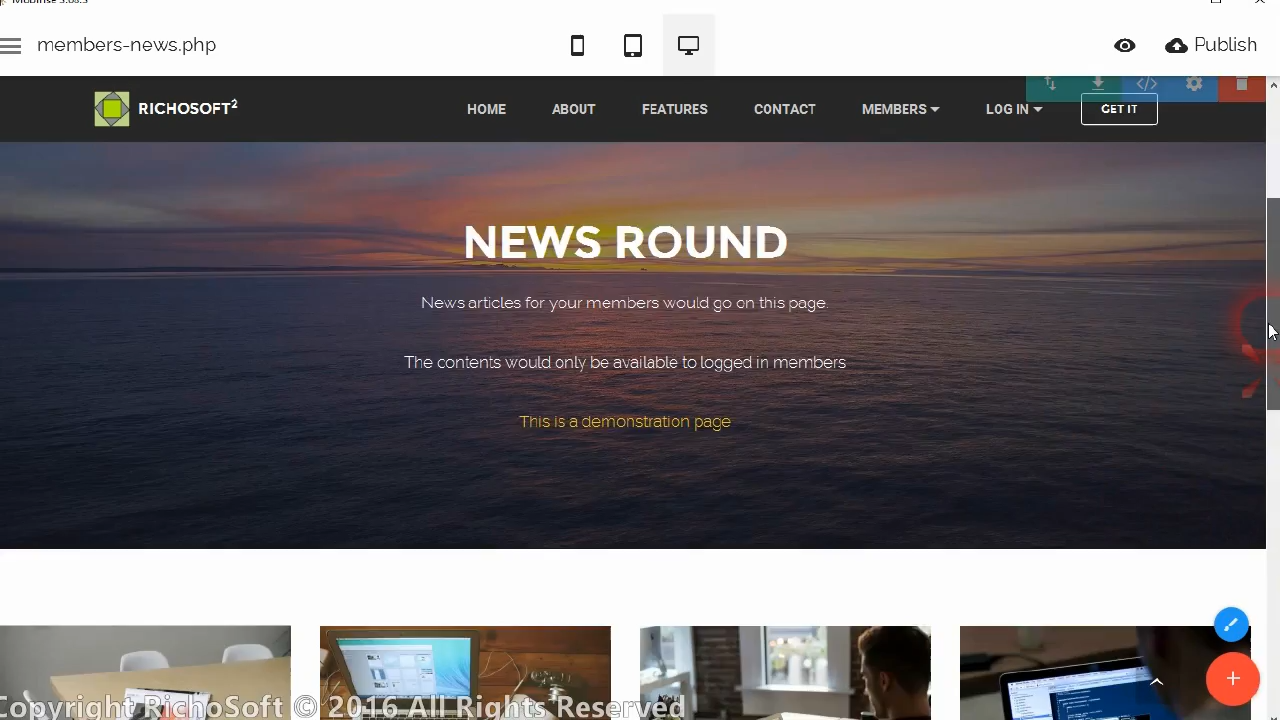 members-news.php
Publish
RICHOSOFT2
HOME
ABOUT
FEATURES
CONTACT
MEMBERS
LOG IN
GET IT
NEWS ROUND
News articles for your members would go on this page.
The contents would only be available to logged in members
This is a demonstration page
Copyright RichoSoft © 2016 All Rights Reserved